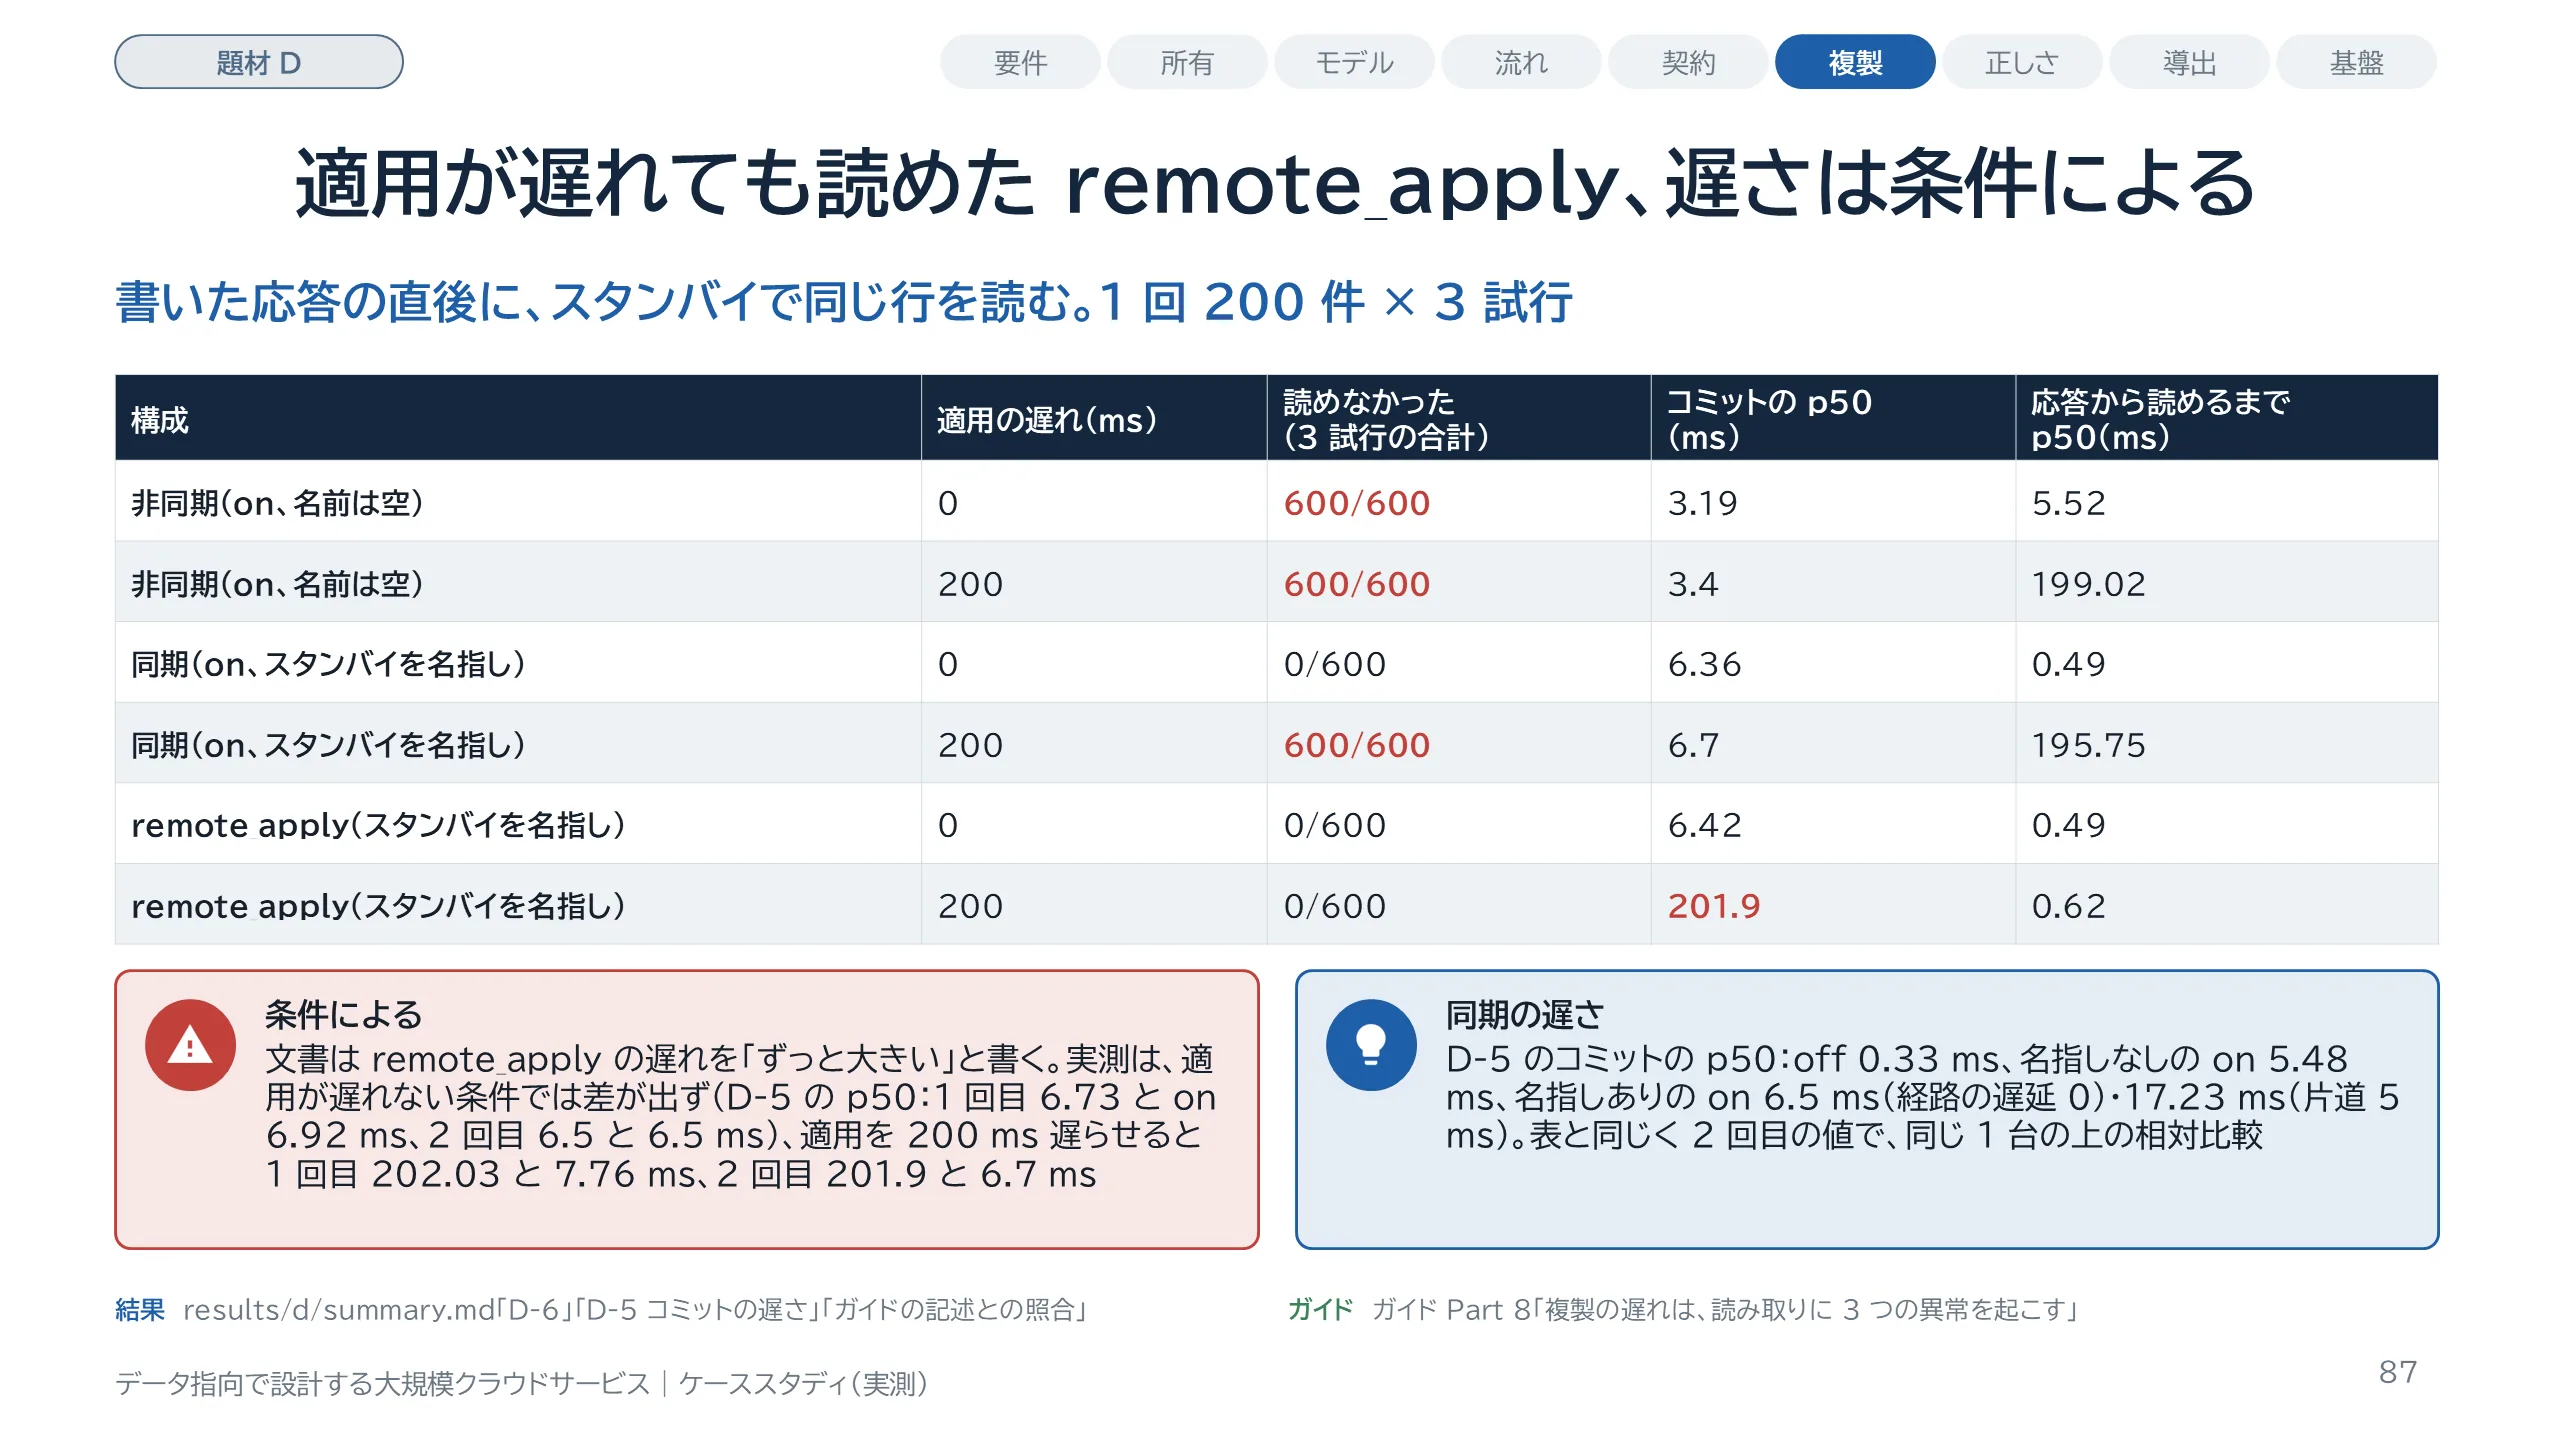 題材 D
要件
所有
モデル
流れ
契約
複製
正しさ
導出
基盤
適用が遅れても読めた remote_apply、遅さは条件による
書いた応答の直後に、スタンバイで同じ行を読む。1 回 200 件 × 3 試行
構成
適用の遅れ(ms)
読めなかった
(3 試行の合計)
コミットの p50
(ms)
応答から読めるまで
p50(ms)
非同期(on、名前は空) 0 600/600 3.19 5.52
非同期(on、名前は空) 200 600/600 3.4 199.02
同期(on、スタンバイを名指し) 0 0/600 6.36 0.49
同期(on、スタンバイを名指し) 200 600/600 6.7 195.75
remote_apply(スタンバイを名指し) 0 0/600 6.42 0.49
remote_apply(スタンバイを名指し) 200 0/600 201.9 0.62
条件による
文書は remote_apply の遅れを「ずっと大きい」と書く。実測は、適
用が遅れない条件では差が出ず(D-5 の p50:1 回目 6.73 と on
6.92 ms、2 回目 6.5 と 6.5 ms)、適用を 200 ms 遅らせると
1 回目 202.03 と 7.76 ms、2 回目 201.9 と 6.7 ms
同期の遅さ
D-5 のコミットの p50:off 0.33 ms、名指しなしの on 5.48
ms、名指しありの on 6.5 ms(経路の遅延 0)・17.23 ms(片道 5
ms)。表と同じく 2 回目の値で、同じ 1 台の上の相対比較
結果 results/d/summary.md「D-6」「D-5 コミットの遅さ」「ガイドの記述との照合」
ガイド ガイド Part 8「複製の遅れは、読み取りに 3 つの異常を起こす」
データ指向で設計する大規模クラウドサービス｜ケーススタディ(実測)
87